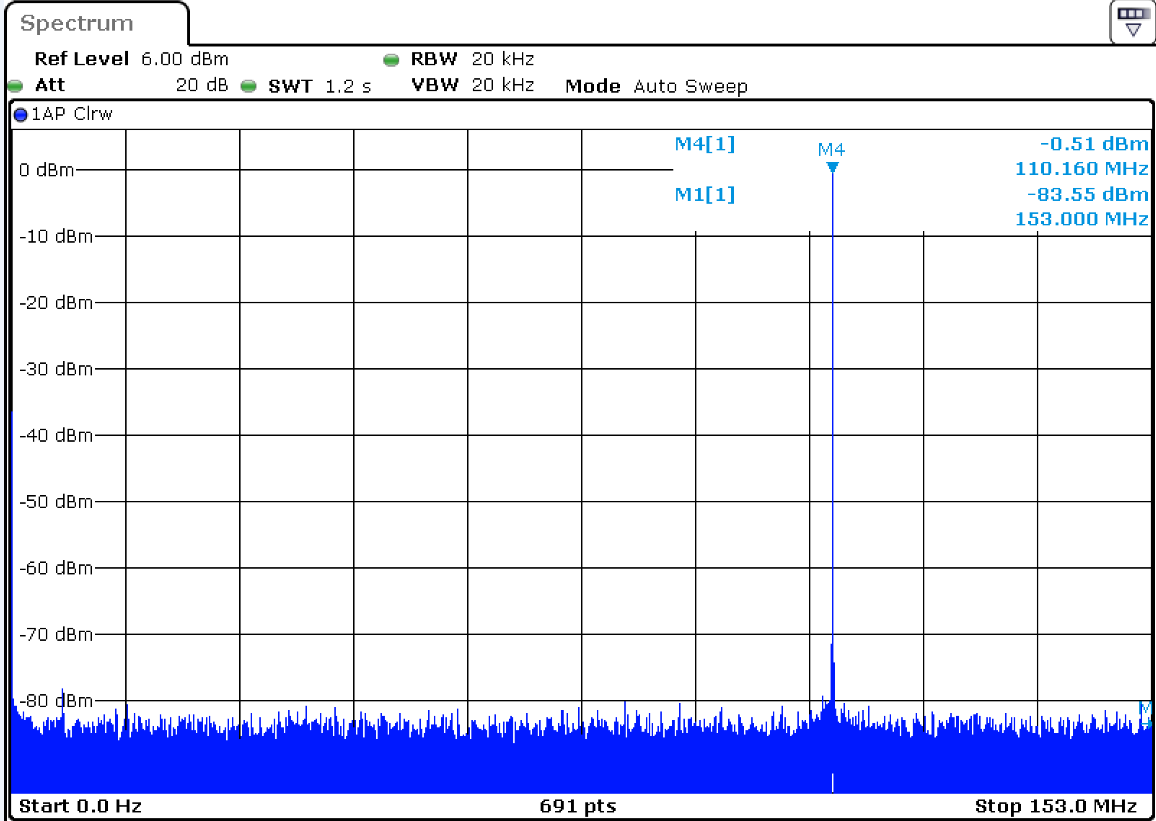 Spectrum
Ref Level 6.00 dBm RBW 20 kHz
Att 20 dB SWT 1.2 s VBW 20 kHz Mode Auto Sweep
1AP Clrw
M4[1] -0.51 dBm
M4
110.160 MHz
0 dBm
M1[1] -83.55 dBm
153.000 MHz
-10 dBm
-20 dBm
-30 dBm
-40 dBm
-50 dBm
-60 dBm
-70 dBm
-80 dBm
Start 0.0 Hz 691 pts Stop 153.0 MHz